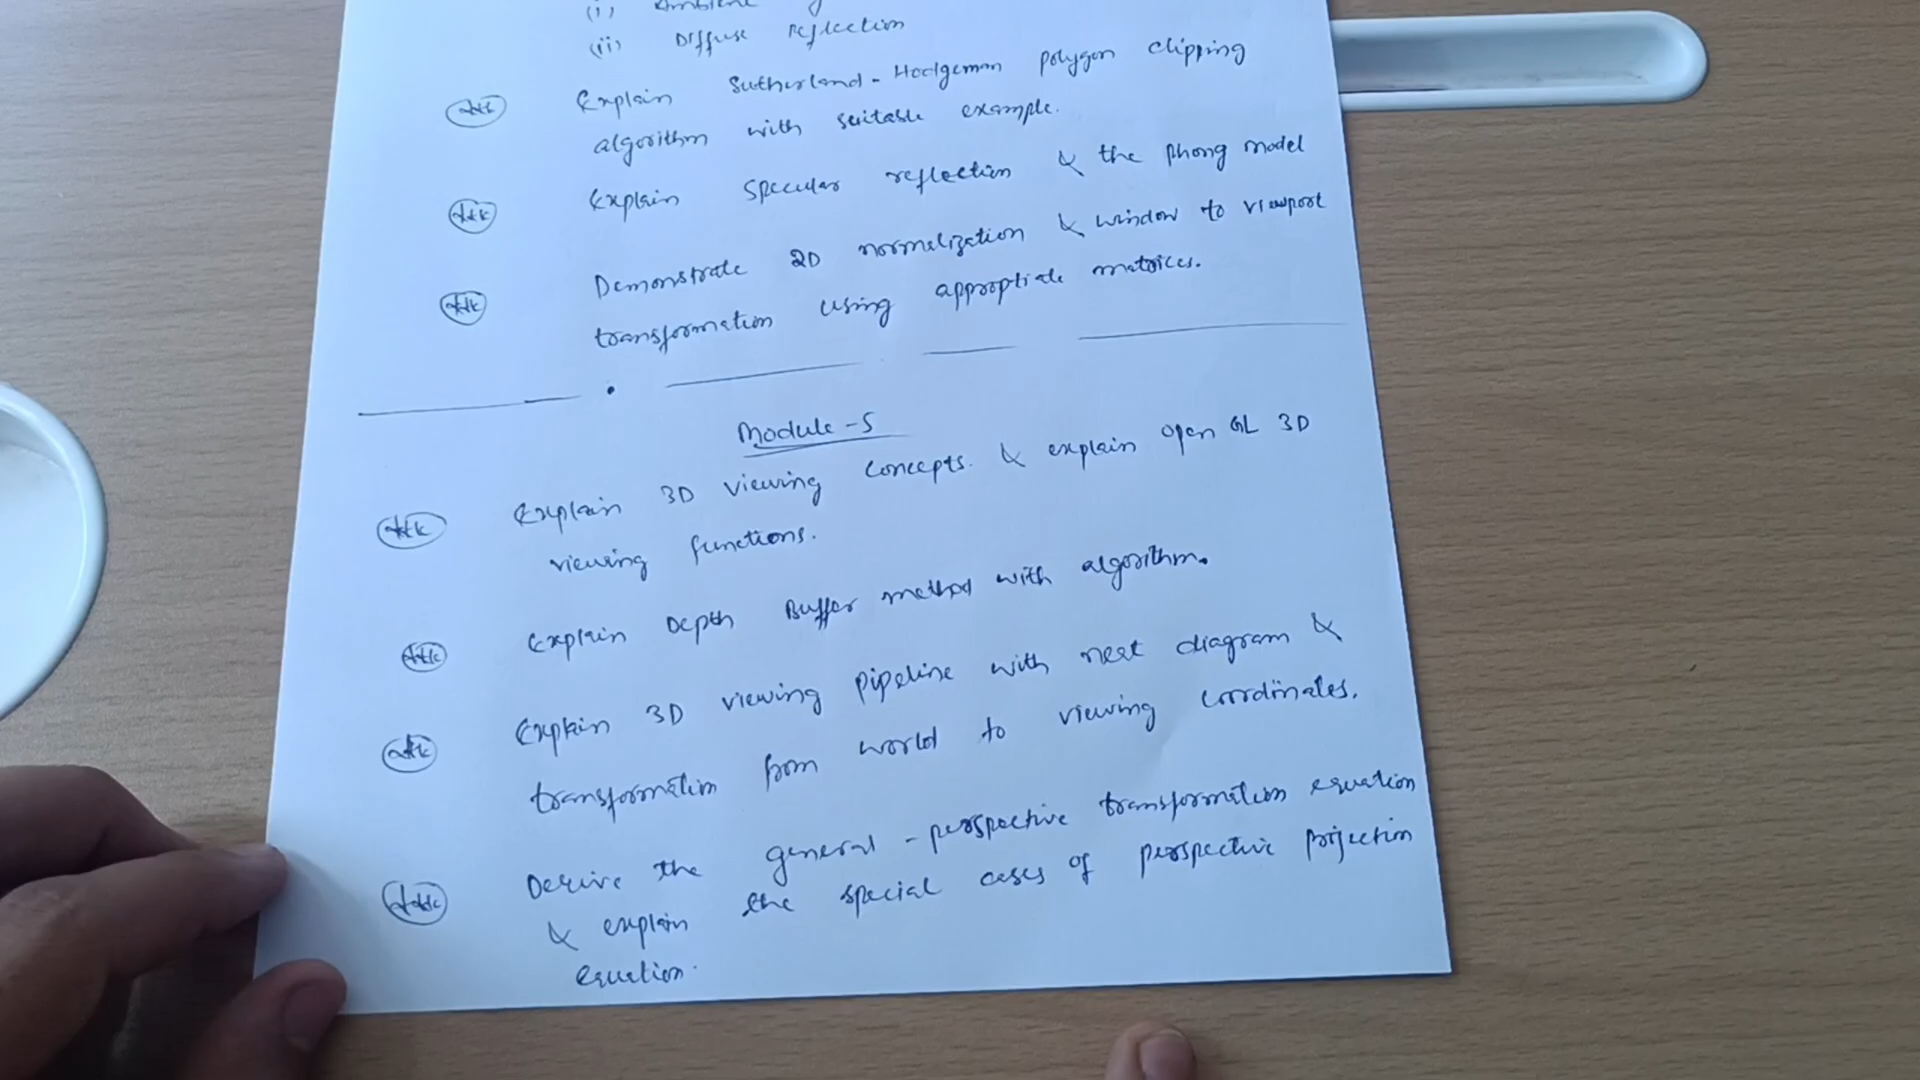 (i) Ambient
(ii) Diffuse reflection
Explain Sutherland - Hodgeman polygon clipping
algorithm with suitable example.
Explain Specular reflection & the phong model
Demonstrate 2D normalization & window to viewport
transformation using appropriate matrices.
Module - 5
Explain 3D viewing concepts. & explain open GL 3D
viewing functions.
Explain Depth Buffer method with algorithm.
Explain 3D viewing pipeline with neat diagram &
transformation from world to viewing coordinates.
Derive the general - perspective transformation equation
& explain the special cases of perspective projection
equation.